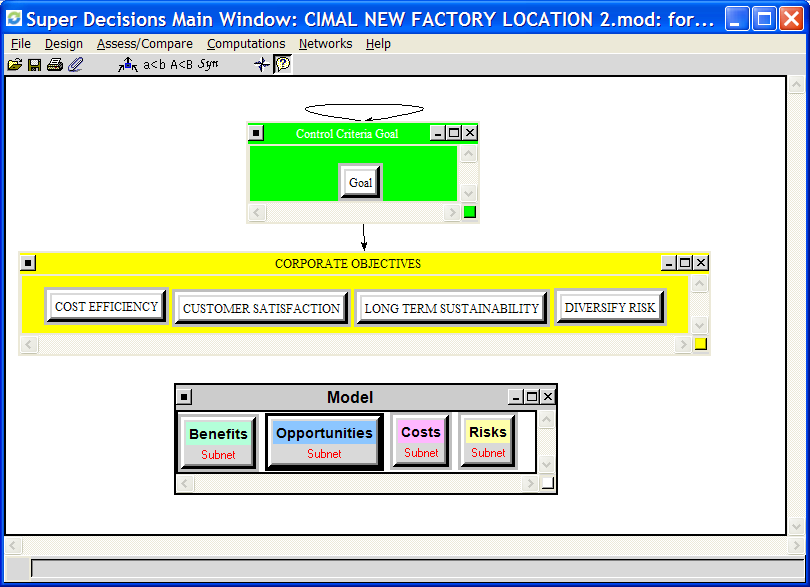 Super Decisions Main Window: CIMAL NEW FACTORY LOCATION 2.mod: for...
File Design Assess/Compare Computations Networks Help
a<b A<B Syn
Control Criteria Goal
Goal
CORPORATE OBJECTIVES
COST EFFICIENCY CUSTOMER SATISFACTION LONG TERM SUSTAINABILITY DIVERSIFY RISK
Model
Benefits Opportunities Costs Risks
Subnet Subnet Subnet Subnet